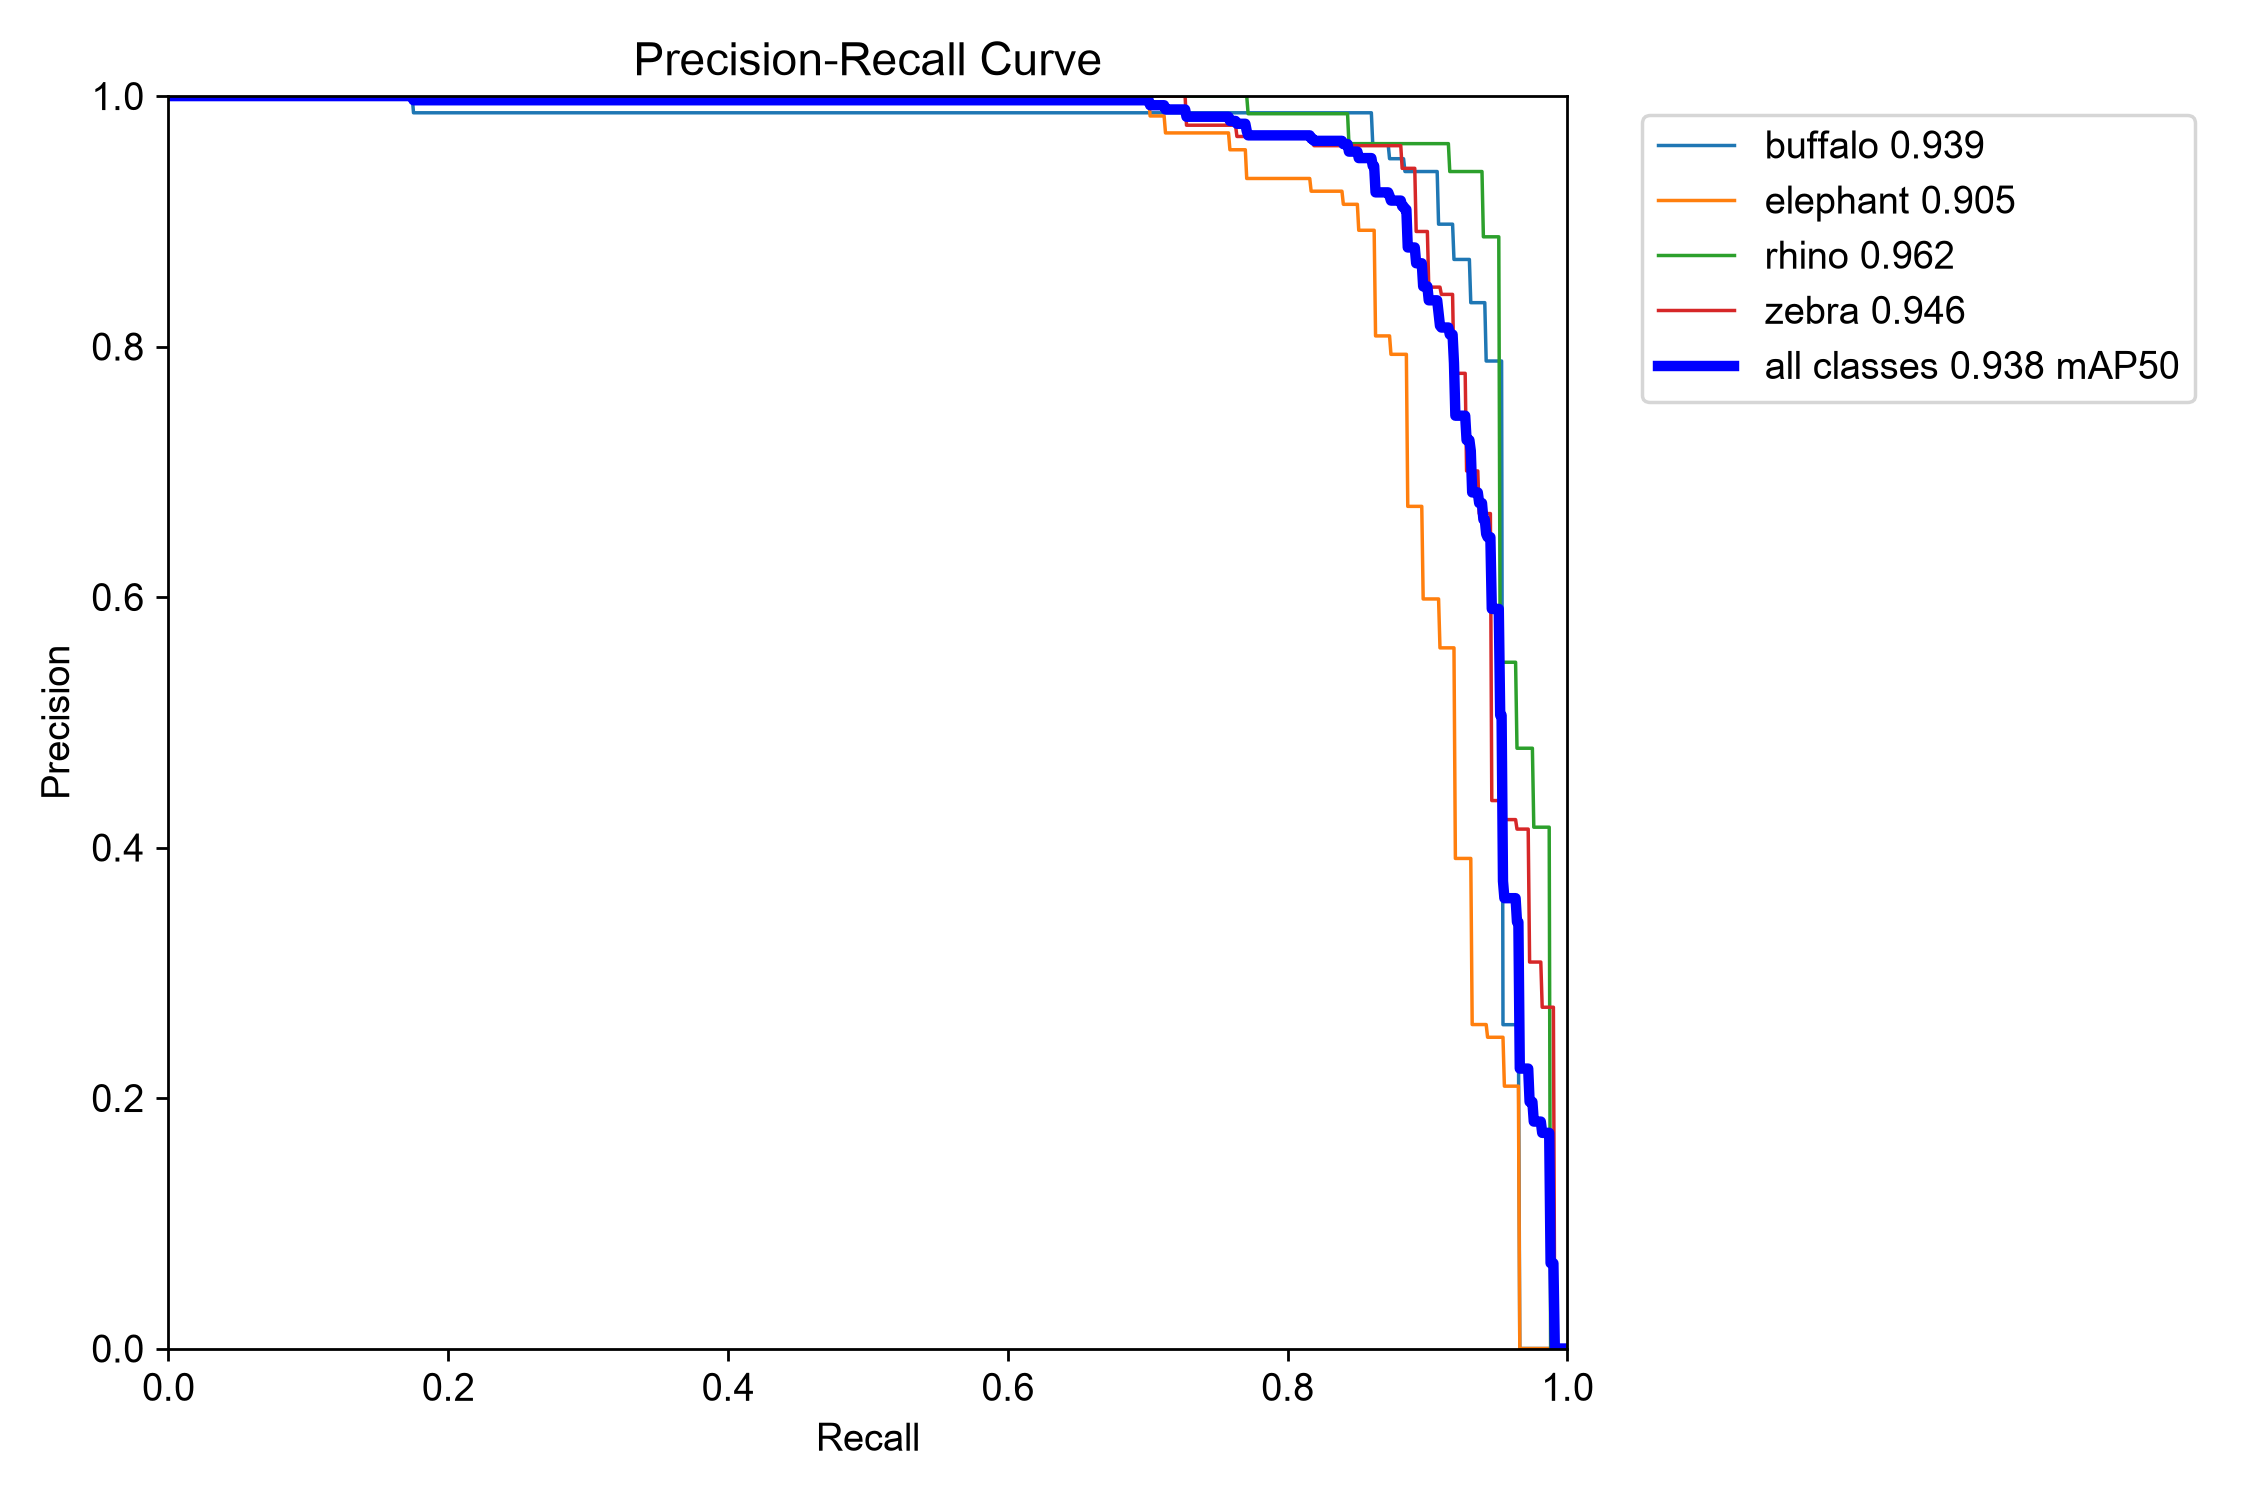 Precision-Recall Curve
1.0
0.8
0.6
0.4
0.2
0.0
Precision
0.0 0.2 0.4 0.6 0.8 1.0
Recall
buffalo 0.939
elephant 0.905
rhino 0.962
zebra 0.946
all classes 0.938 mAP50